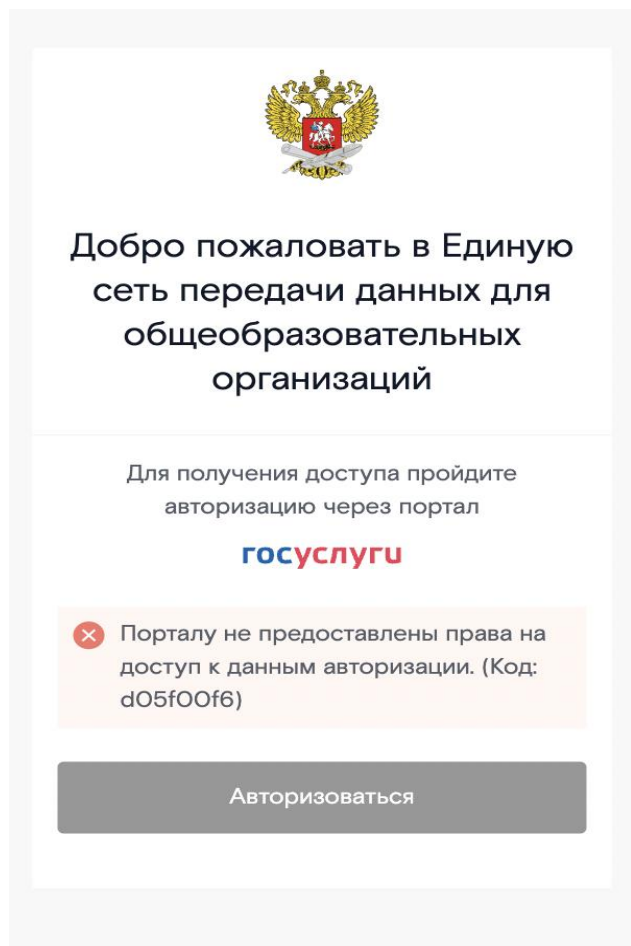 Добро пожаловать в Единую
сеть передачи данных для
общеобразовательных
организаций
Для получения доступа пройдите
авторизацию через портал
госуслуги
Порталу не предоставлены права на
доступ к данным авторизации. (Код:
d05f00f6)
Авторизоваться